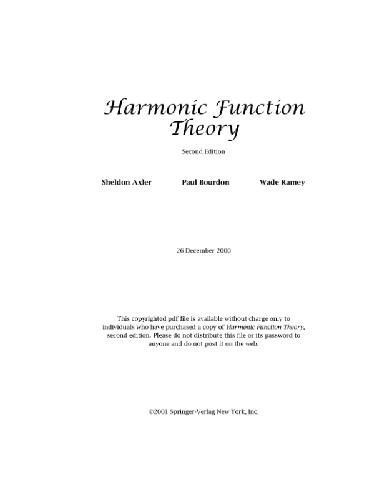 Harmonic Function
Theory
Second Edition
Sheldon Axler Paul Bourdon Wade Ramey
26 December 2000
This copyrighted pdf file is available without charge only to
individuals who have purchased a copy of Harmonic Function Theory,
second edition. Please do not distribute this file or its password to
anyone and do not post it on the web.
©2001 Springer-Verlag New York, Inc.